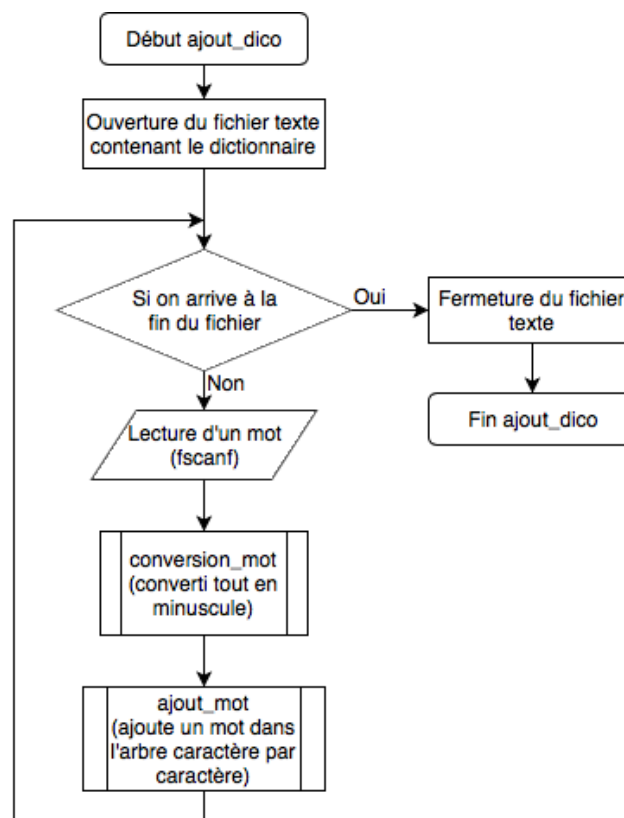 Début ajout_dico
Ouverture du fichier texte
contenant le dictionnaire
Si on arrive à la
fin du fichier
Oui
Fermeture du fichier
texte
Fin ajout_dico
Non
Lecture d'un mot
(fscanf)
conversion_mot
(converti tout en
minuscule)
ajout_mot
(ajoute un mot dans
l'arbre caractère par
caractère)